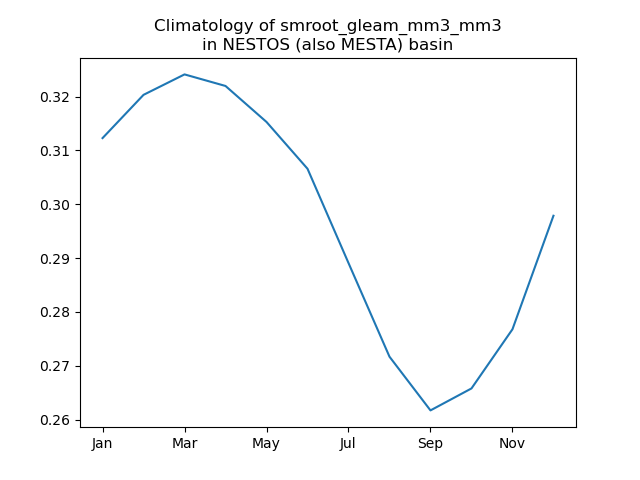 Climatology of smroot_gleam_mm3_mm3
in NESTOS (also MESTA) basin
0.32
0.31
0.30
0.29
0.28
0.27
0.26
Jan Mar May Jul Sep Nov